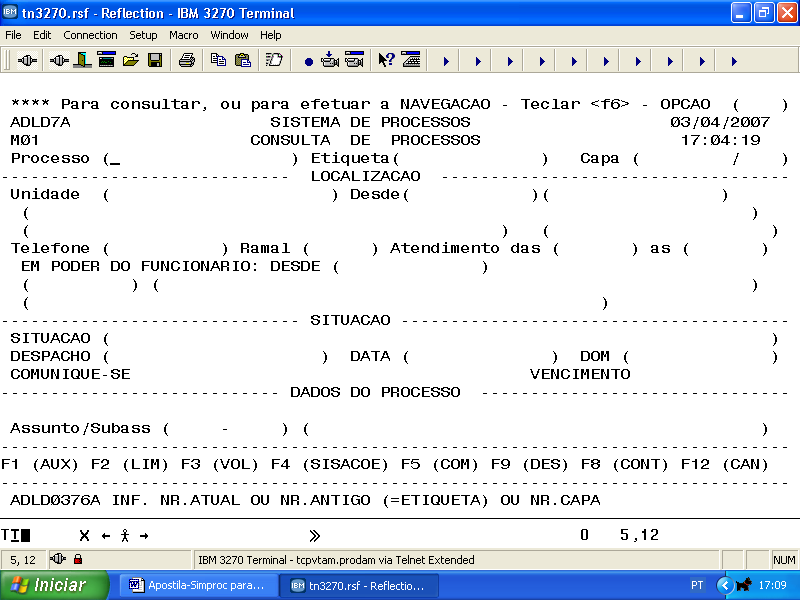 tn3270.rsf - Reflection - IBM 3270 Terminal
File Edit Connection Setup Macro Window Help
**** Para consultar, ou para efetuar a NAVEGACAO - Teclar <f6> - OPCAO ( )
ADLD7A SISTEMA DE PROCESSOS 03/04/2007
M01 CONSULTA DE PROCESSOS 17:04:19
Processo (_ ) Etiqueta( ) Capa ( / )
----------------------------- LOCALIZACAO -----------------------------------
Unidade ( ) Desde( )( )
( )
( ) ( )
Telefone ( ) Ramal ( ) Atendimento das ( ) as ( )
EM PODER DO FUNCIONARIO: DESDE ( )
( ) ( )
( )
------------------------------ SITUACAO ---------------------------------------
SITUACAO ( )
DESPACHO ( ) DATA ( ) DOM ( )
COMUNIQUE-SE VENCIMENTO
---------------------------- DADOS DO PROCESSO -------------------------------
Assunto/Subass ( - ) ( )
-------------------------------------------------------------------------------
F1 (AUX) F2 (LIM) F3 (VOL) F4 (SISACOE) F5 (COM) F9 (DES) F8 (CONT) F12 (CAN)
-------------------------------------------------------------------------------
ADLD0376A INF. NR.ATUAL OU NR.ANTIGO (=ETIQUETA) OU NR.CAPA
TI X ← → » 0 5,12
5, 12 IBM 3270 Terminal - tcpvtam.prodam via Telnet Extended NUM
Iniciar Apostila-Simproc para... IBM tn3270.rsf - Reflectio... PT 17:09